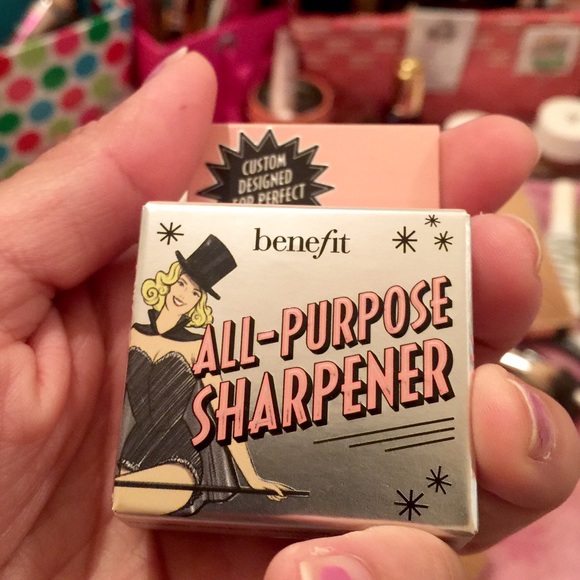 CUSTOM
DESIGNED
FOR PERFECT
benefit
ALL-PURPOSE
SHARPENER